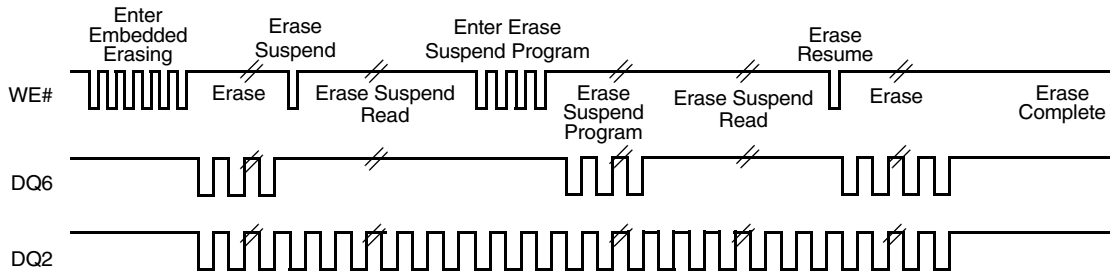 Enter
Embedded
Erasing
Erase
Suspend
Enter Erase
Suspend Program
Erase
Resume
WE#
Erase
Erase Suspend
Read
Erase
Suspend
Program
Erase Suspend
Read
Erase
Erase
Complete
DQ6
DQ2